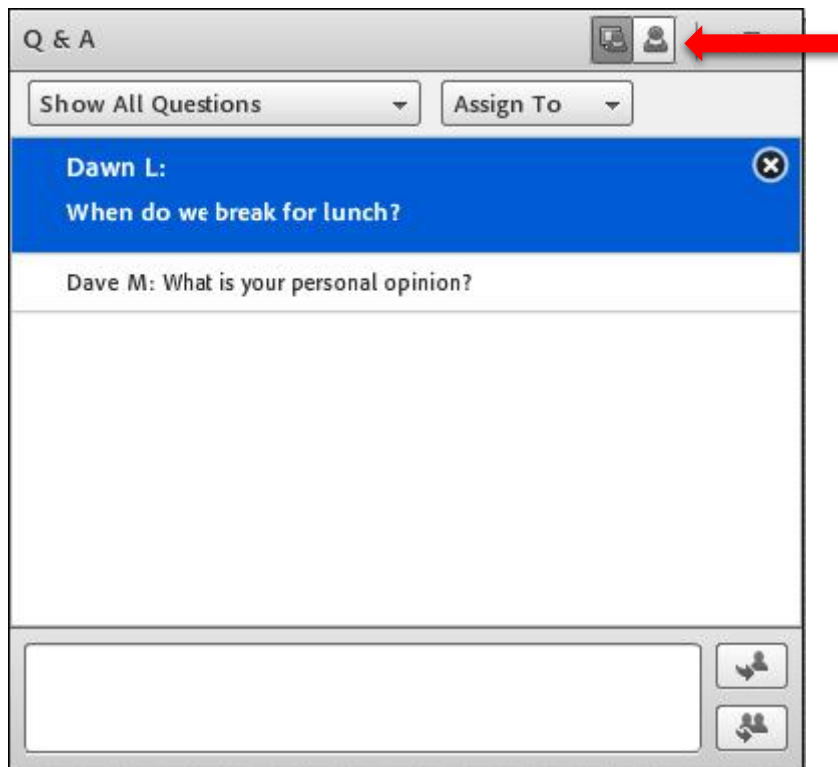 Q & A
Show All Questions
Assign To
Dawn L:
When do we break for lunch?
Dave M: What is your personal opinion?